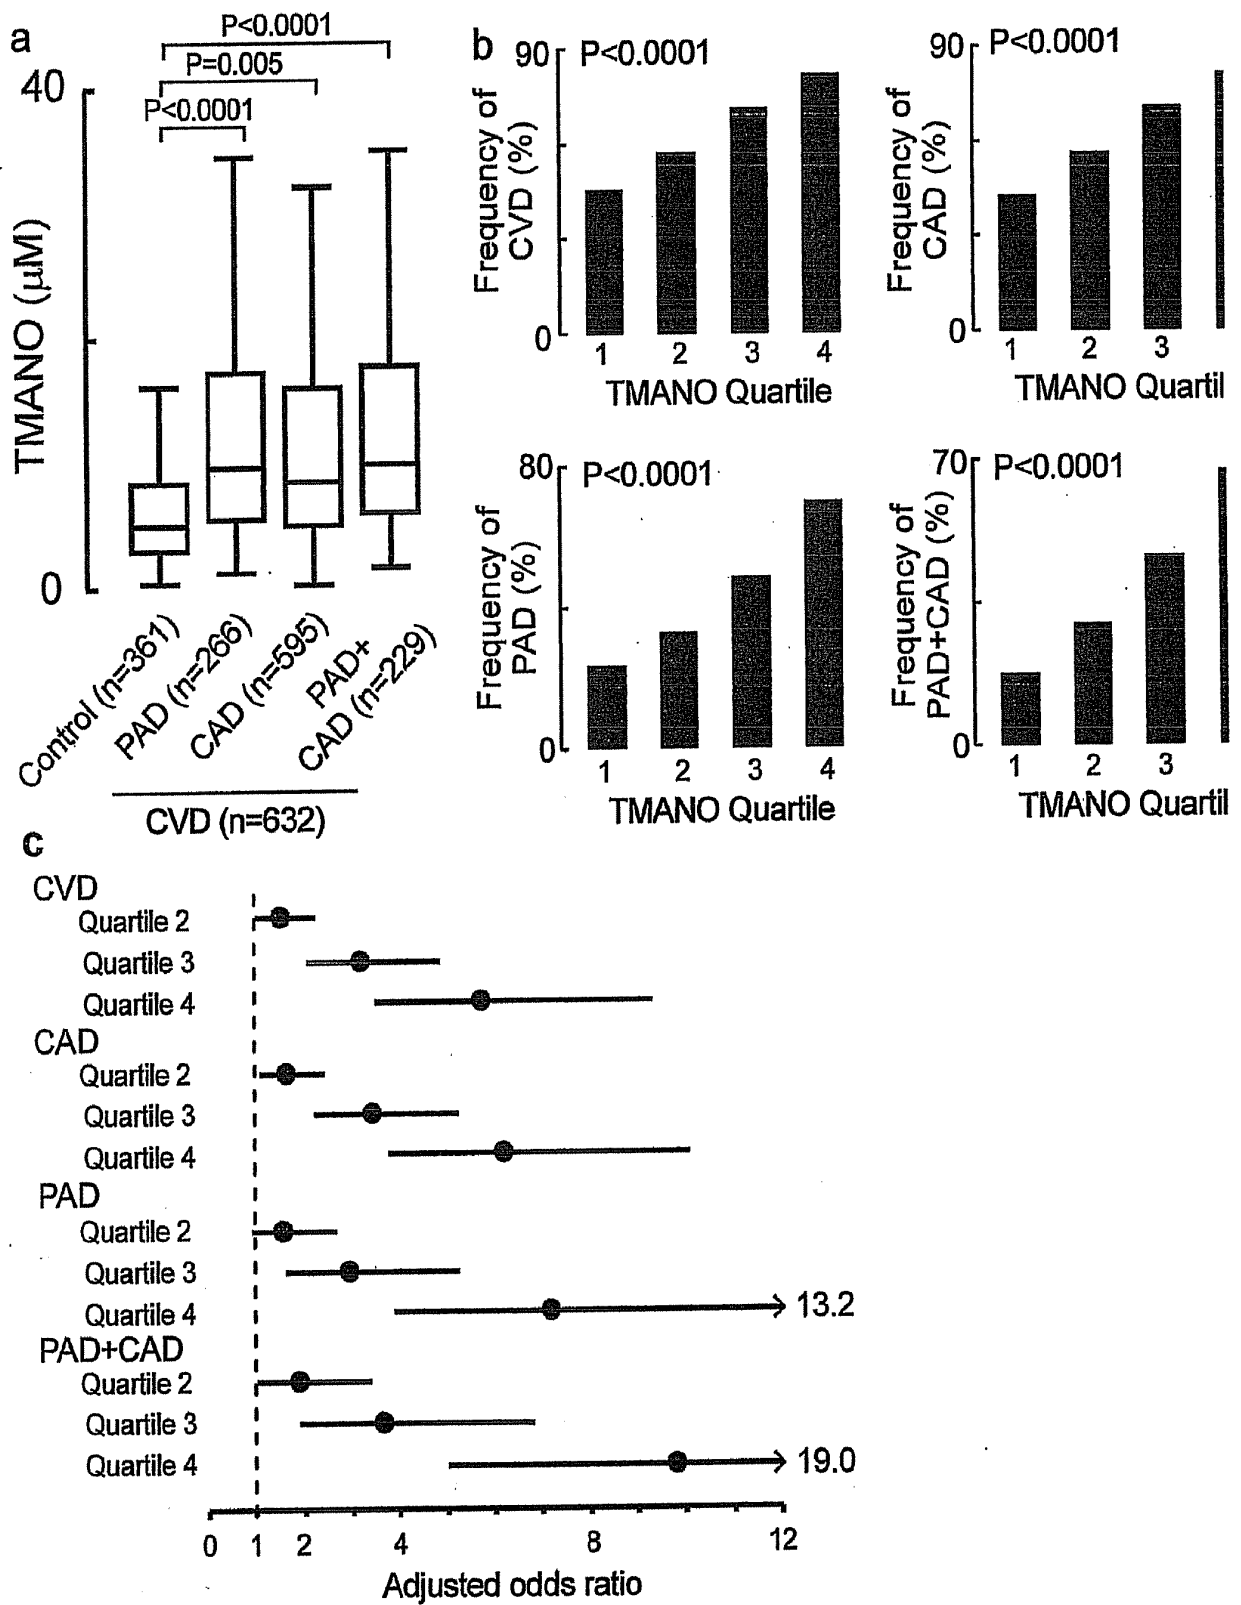 a
P<0.0001
P=0.005
P<0.0001
40
0
TMANO (μM)
Control (n=361)
PAD (n=266)
CAD (n=595)
PAD+
CAD (n=229)
CVD (n=632)
b
90
P<0.0001
Frequency of
CVD (%)
0
1 2 3 4
TMANO Quartile
90
P<0.0001
Frequency of
CAD (%)
0
1 2 3
TMANO Quartil
80
P<0.0001
Frequency of
PAD (%)
0
1 2 3 4
TMANO Quartile
70
P<0.0001
Frequency of
PAD+CAD (%)
0
1 2 3
TMANO Quartil
c
CVD
Quartile 2
Quartile 3
Quartile 4
CAD
Quartile 2
Quartile 3
Quartile 4
PAD
Quartile 2
Quartile 3
Quartile 4 13.2
PAD+CAD
Quartile 2
Quartile 3
Quartile 4 19.0
0 1 2 4 8 12
Adjusted odds ratio